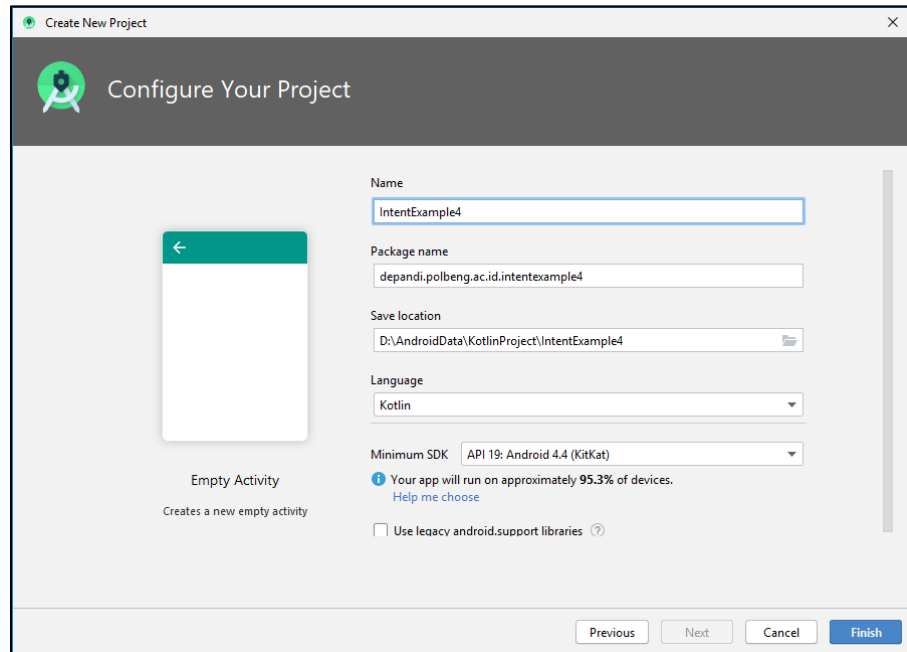 Create New Project
Configure Your Project
Name
IntentExample4
Package name
depandi.polbeng.ac.id.intentexample4
Save location
D:\AndroidData\KotlinProject\IntentExample4
Language
Kotlin
Minimum SDK API 19: Android 4.4 (KitKat)
Your app will run on approximately 95.3% of devices.
Help me choose
Use legacy android.support libraries ?
Empty Activity
Creates a new empty activity
Previous Next Cancel Finish